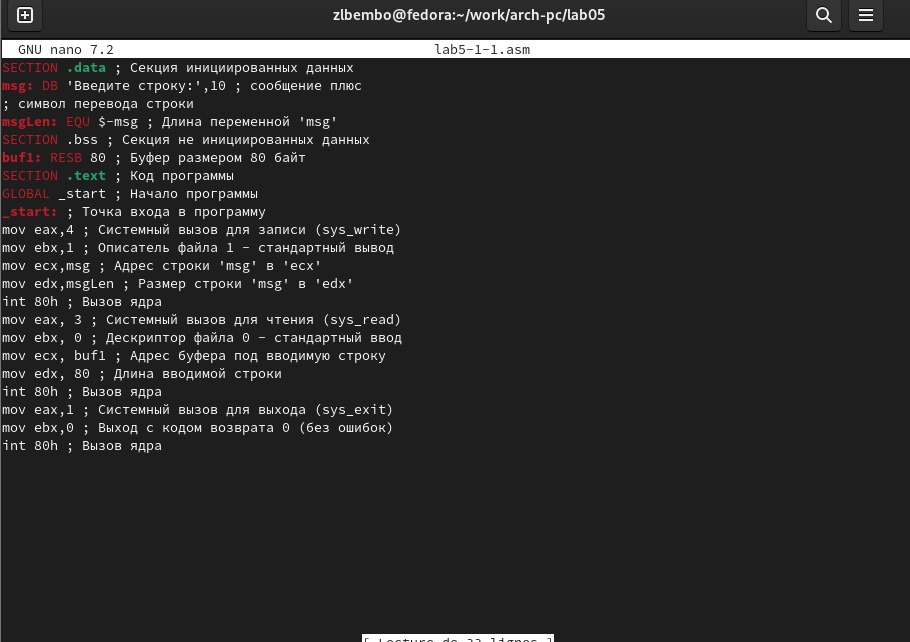 zlbembo@fedora:~/work/arch-pc/lab05
GNU nano 7.2 lab5-1-1.asm
SECTION .data ; Секция инициированных данных
msg: DB 'Введите строку:',10 ; сообщение плюс
; символ перевода строки
msgLen: EQU $-msg ; Длина переменной 'msg'
SECTION .bss ; Секция не инициированных данных
buf1: RESB 80 ; Буфер размером 80 байт
SECTION .text ; Код программы
GLOBAL _start ; Начало программы
_start: ; Точка входа в программу
mov eax,4 ; Системный вызов для записи (sys_write)
mov ebx,1 ; Описатель файла 1 - стандартный вывод
mov ecx,msg ; Адрес строки 'msg' в 'ecx'
mov edx,msgLen ; Размер строки 'msg' в 'edx'
int 80h ; Вызов ядра
mov eax, 3 ; Системный вызов для чтения (sys_read)
mov ebx, 0 ; Дескриптор файла 0 - стандартный ввод
mov ecx, buf1 ; Адрес буфера под вводимую строку
mov edx, 80 ; Длина вводимой строки
int 80h ; Вызов ядра
mov eax,1 ; Системный вызов для выхода (sys_exit)
mov ebx,0 ; Выход с кодом возврата 0 (без ошибок)
int 80h ; Вызов ядра
[ Lecture de 33 lignes ]